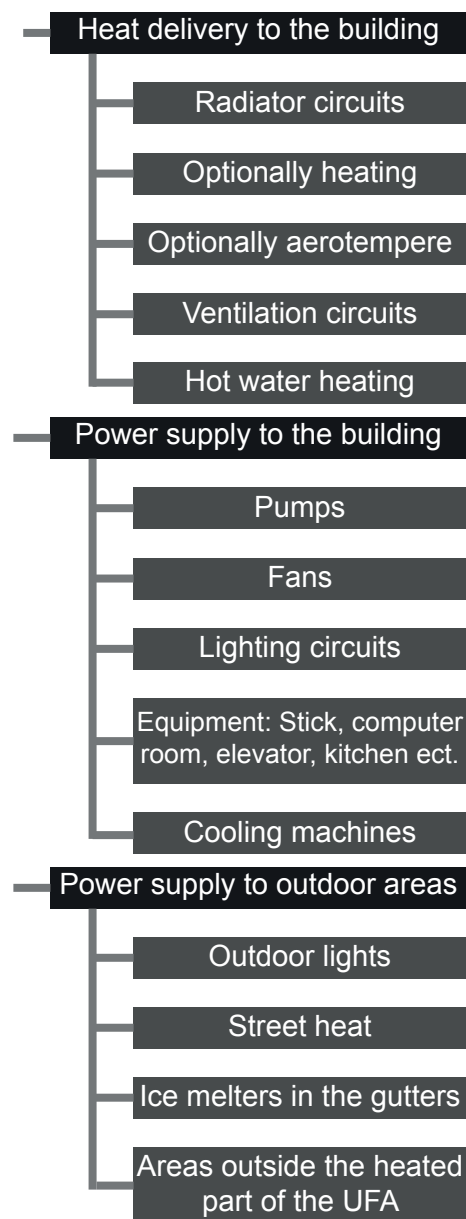 Heat delivery to the building
Radiator circuits
Optionally heating
Optionally aerotempere
Ventilation circuits
Hot water heating
Power supply to the building
Pumps
Fans
Lighting circuits
Equipment: Stick, computer
room, elevator, kitchen ect.
Cooling machines
Power supply to outdoor areas
Outdoor lights
Street heat
Ice melters in the gutters
Areas outside the heated
part of the UFA